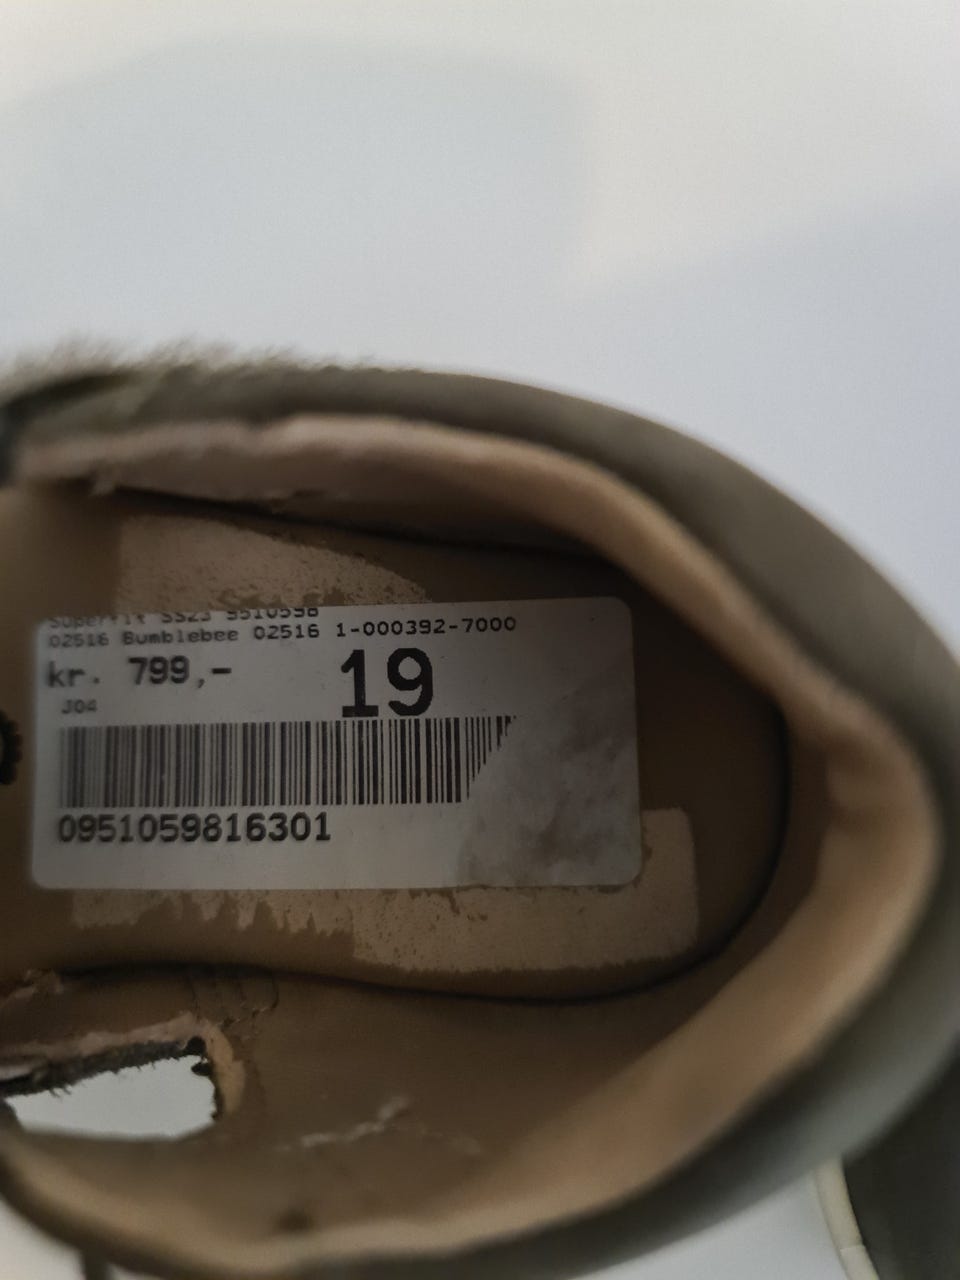 Superfit SS23 9510598
02516 Bumblebee 02516 1-000392-7000
kr. 799,-
19
J04
0951059816301